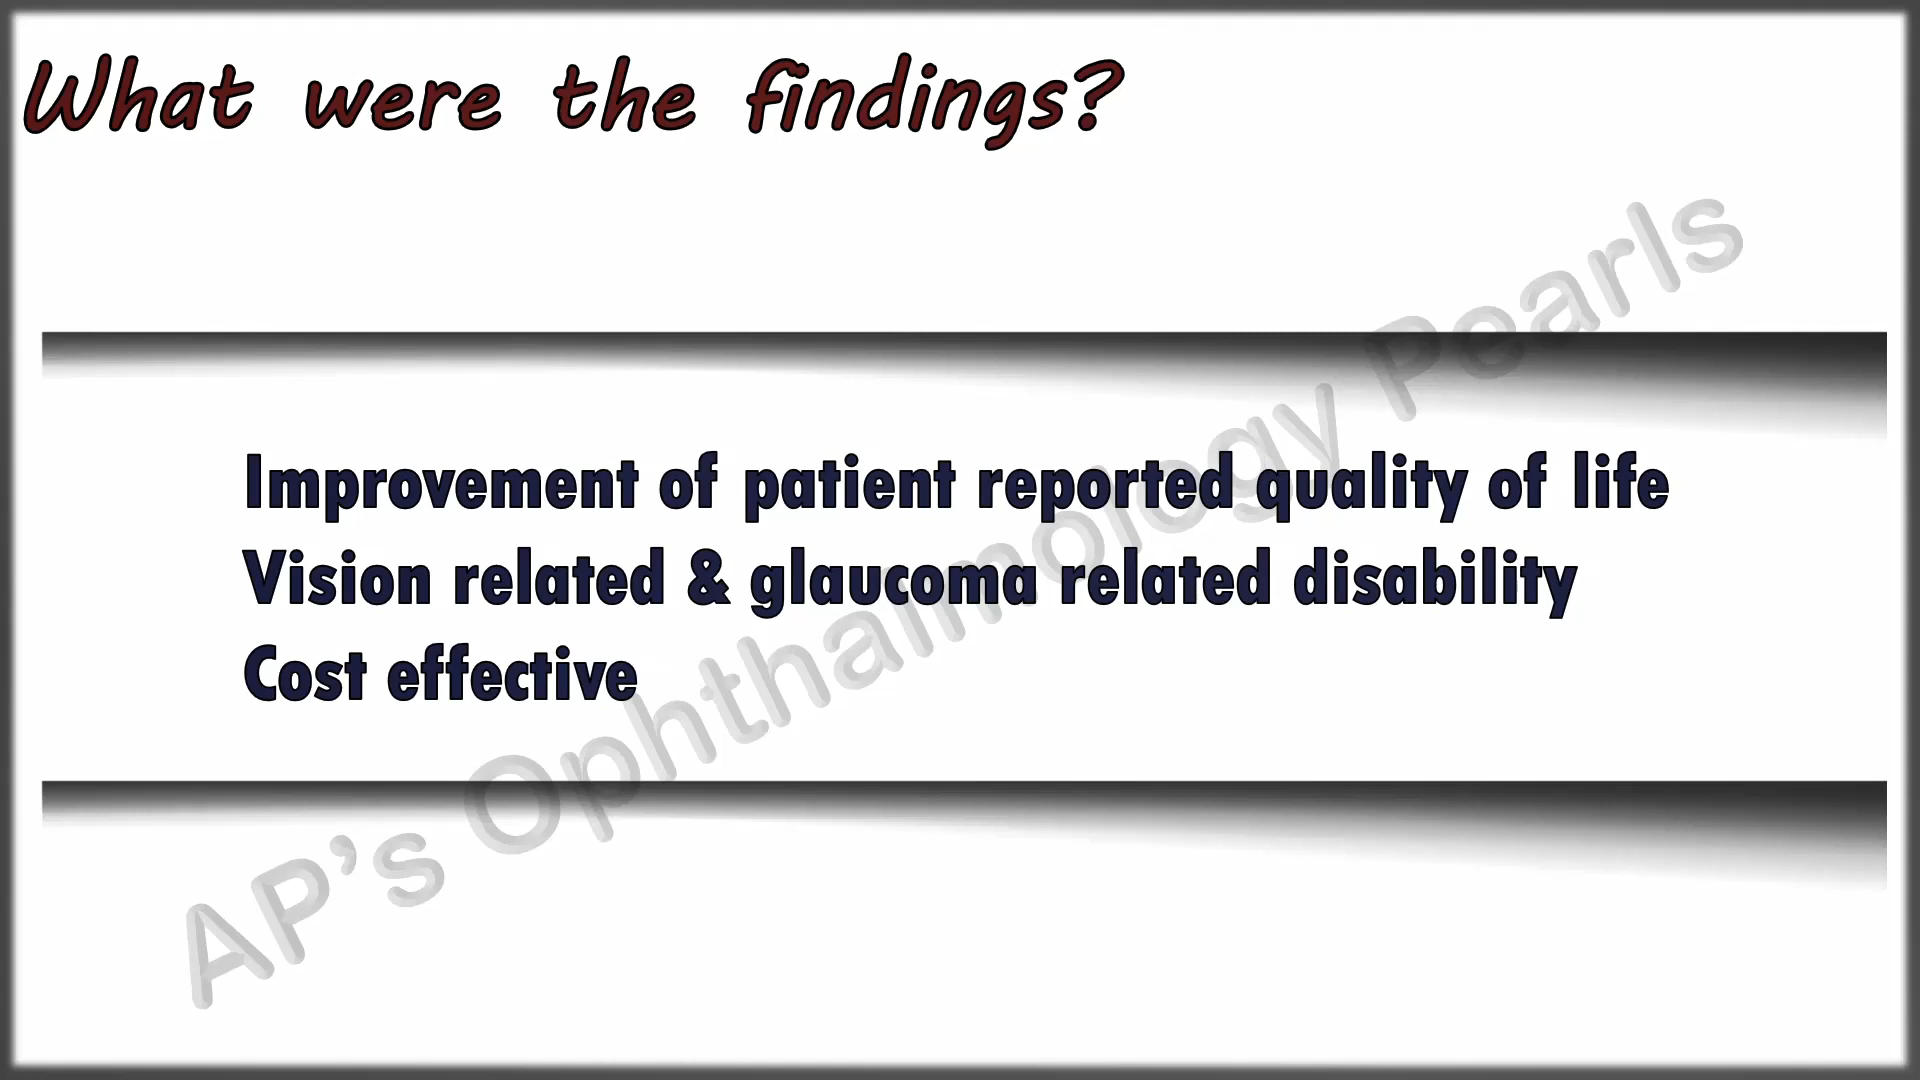 What were the findings?
Improvement of patient reported quality of life
Vision related & glaucoma related disability
Cost effective
AP's Ophthalmology Pearls